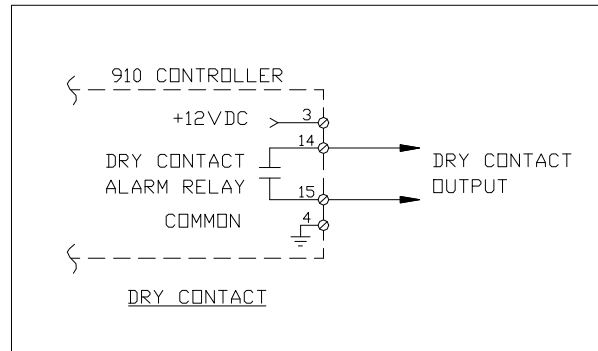 910 CONTROLLER
+12VDC 3
14
DRY CONTACT
ALARM RELAY
DRY CONTACT
OUTPUT
15
COMMON 4
DRY CONTACT